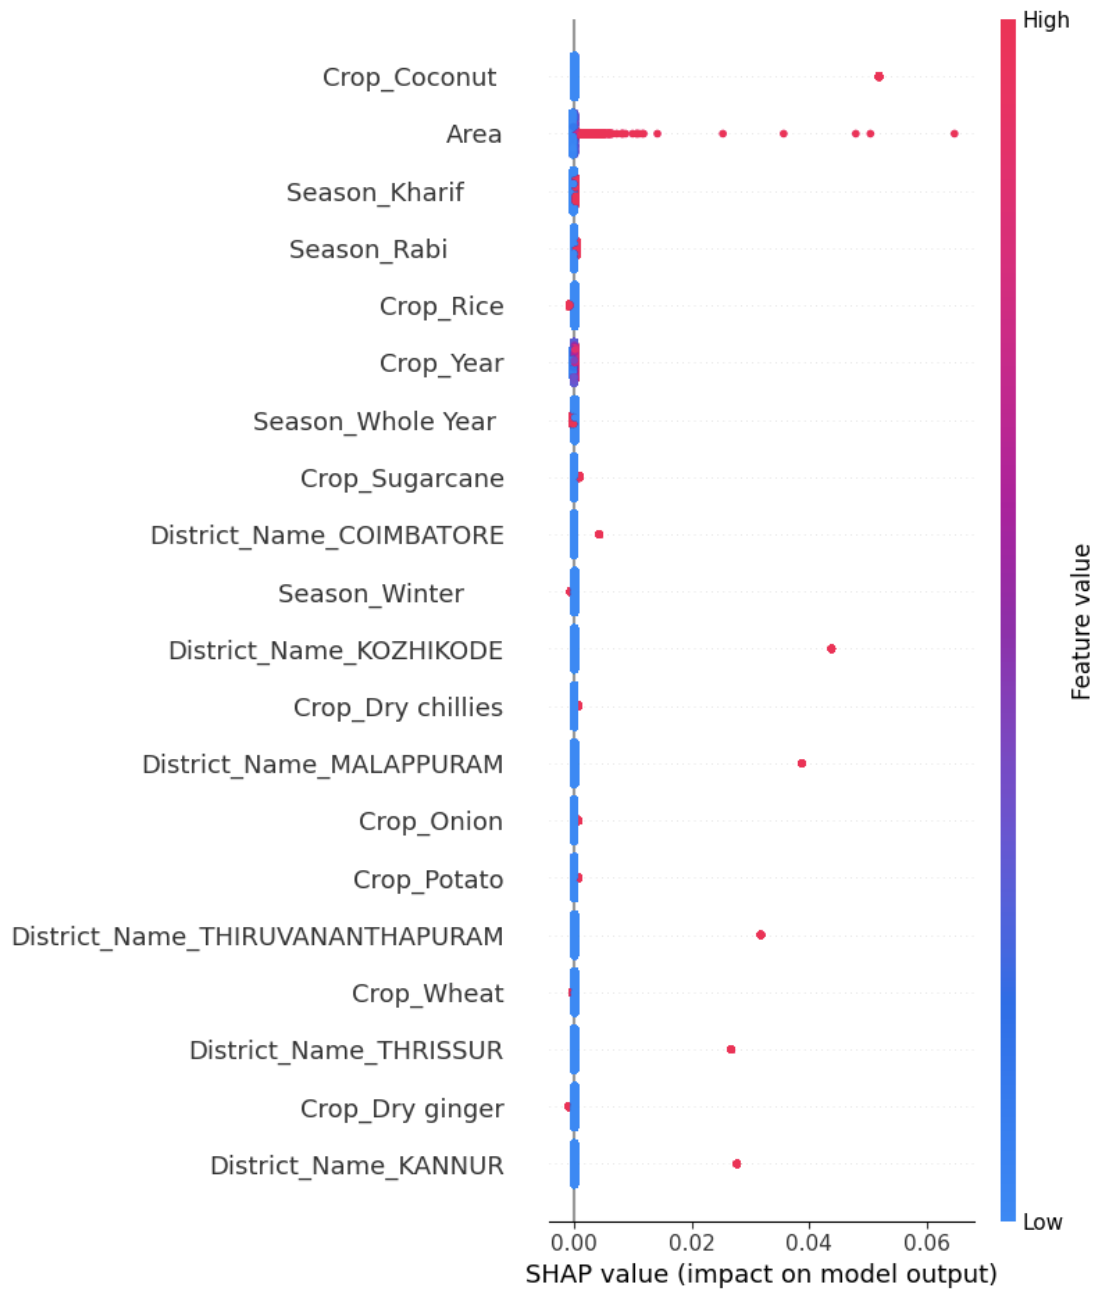 High
Crop_Coconut
Area
Season_Kharif
Season_Rabi
Crop_Rice
Crop_Year
Season_Whole Year
Crop_Sugarcane
District_Name_COIMBATORE
Season_Winter
District_Name_KOZHIKODE
Crop_Dry chillies
District_Name_MALAPPURAM
Crop_Onion
Crop_Potato
District_Name_THIRUVANANTHAPURAM
Crop_Wheat
District_Name_THRISSUR
Crop_Dry ginger
District_Name_KANNUR
Feature value
Low
0.00 0.02 0.04 0.06
SHAP value (impact on model output)